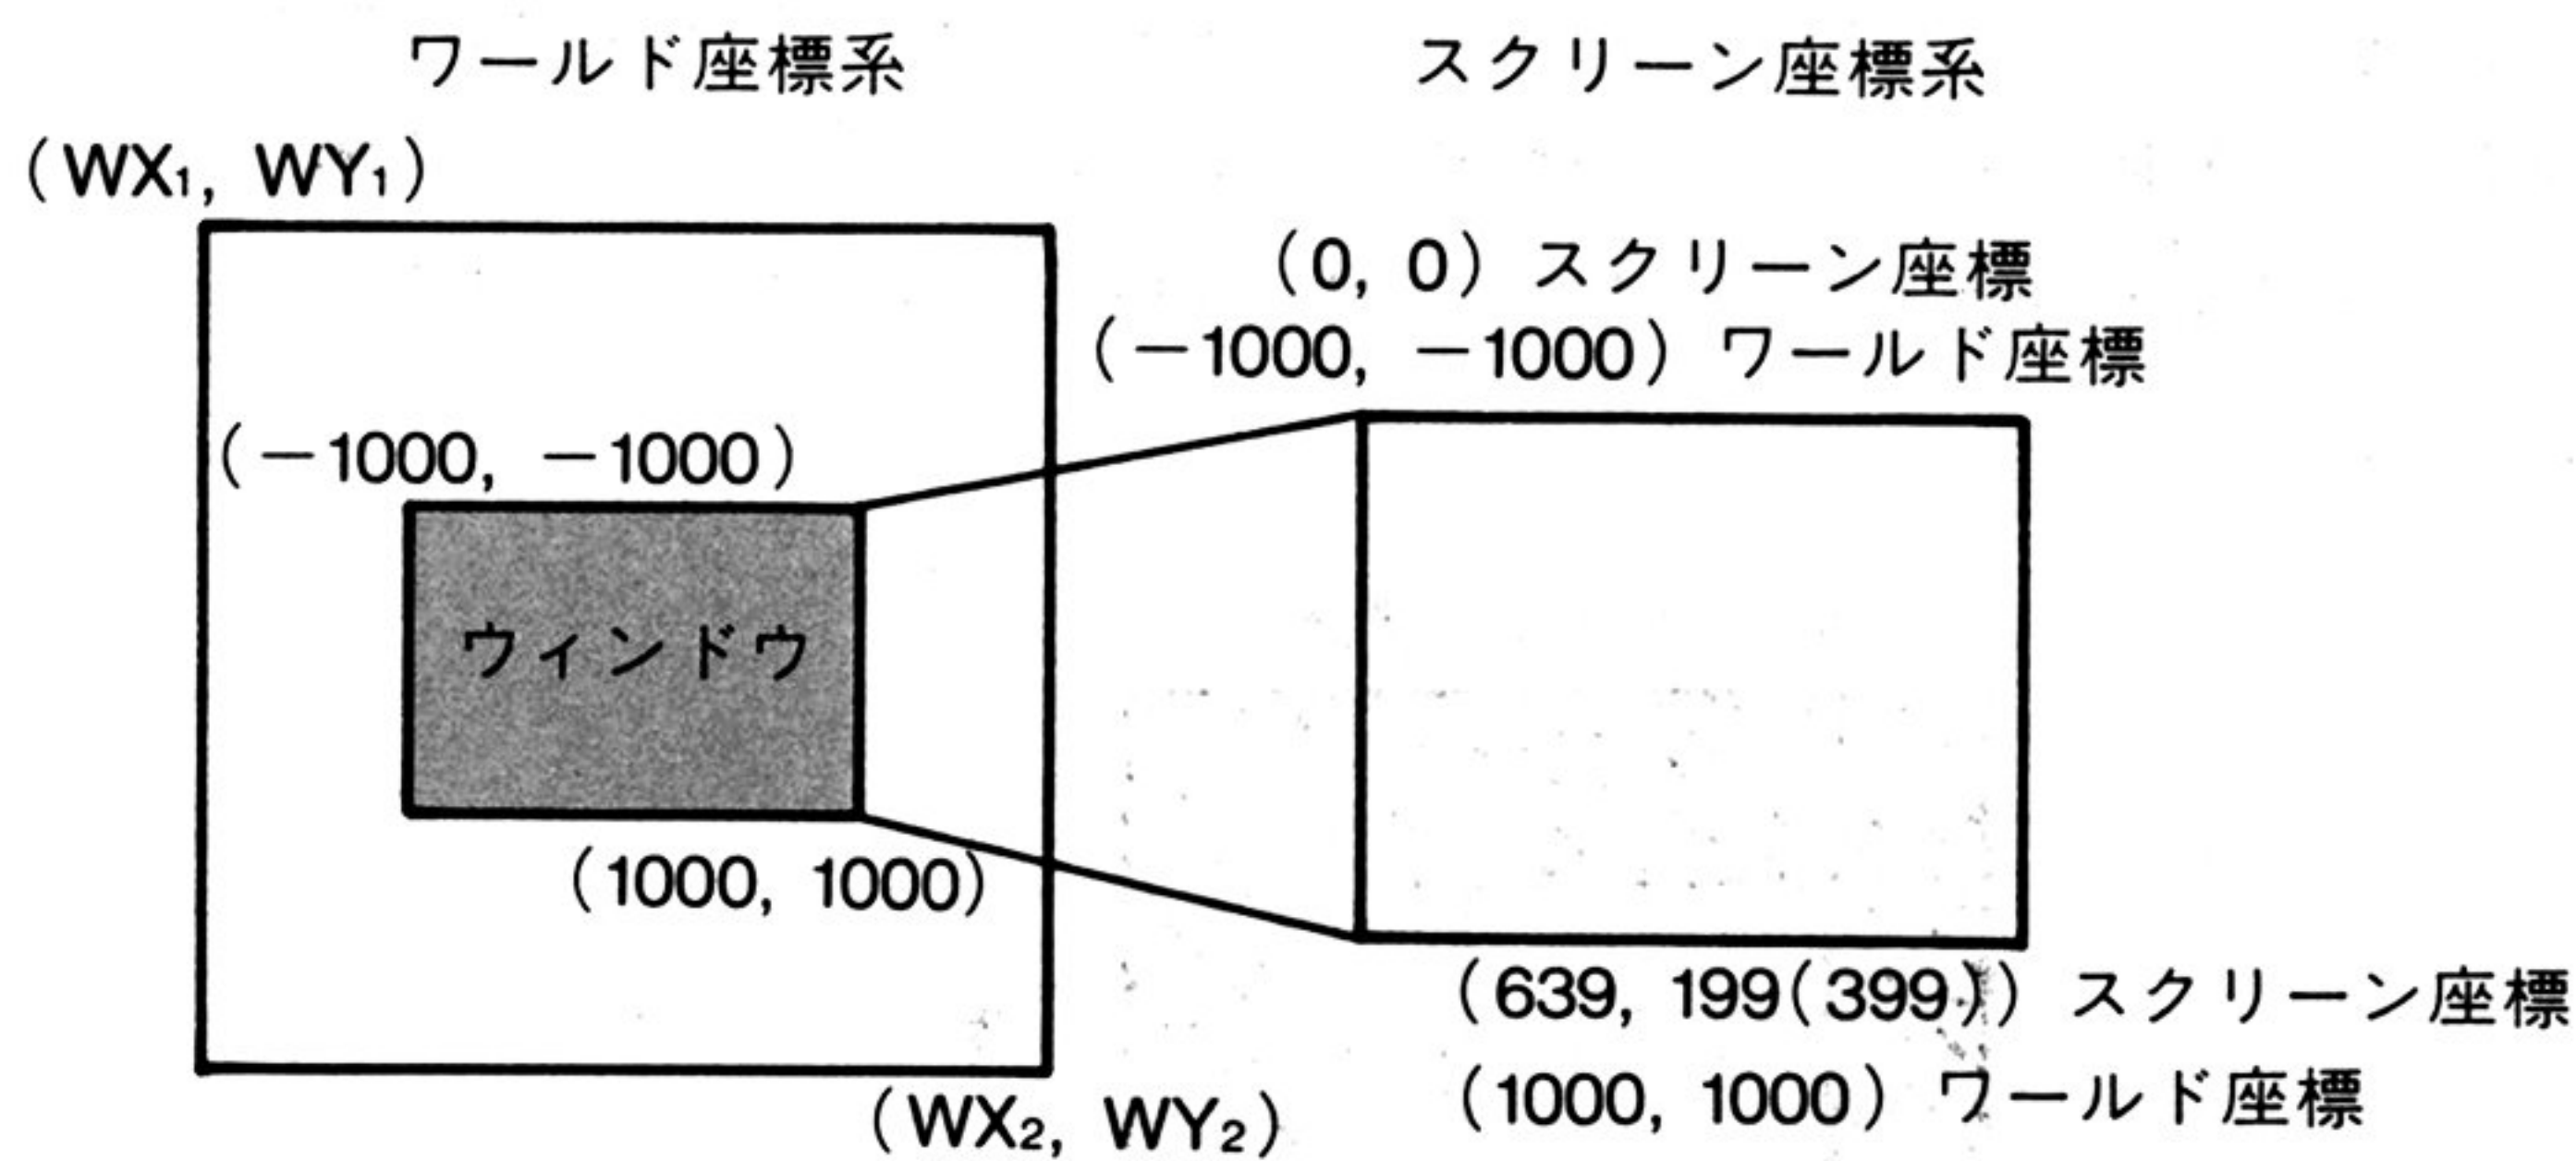 ワールド座標系
スクリーン座標系
(WX₁, WY₁)
(0, 0) スクリーン座標
(−1000, −1000) ワールド座標
(−1000, −1000)
ウィンドウ
(1000, 1000)
(639, 199(399)) スクリーン座標
(1000, 1000) ワールド座標
(WX₂, WY₂)